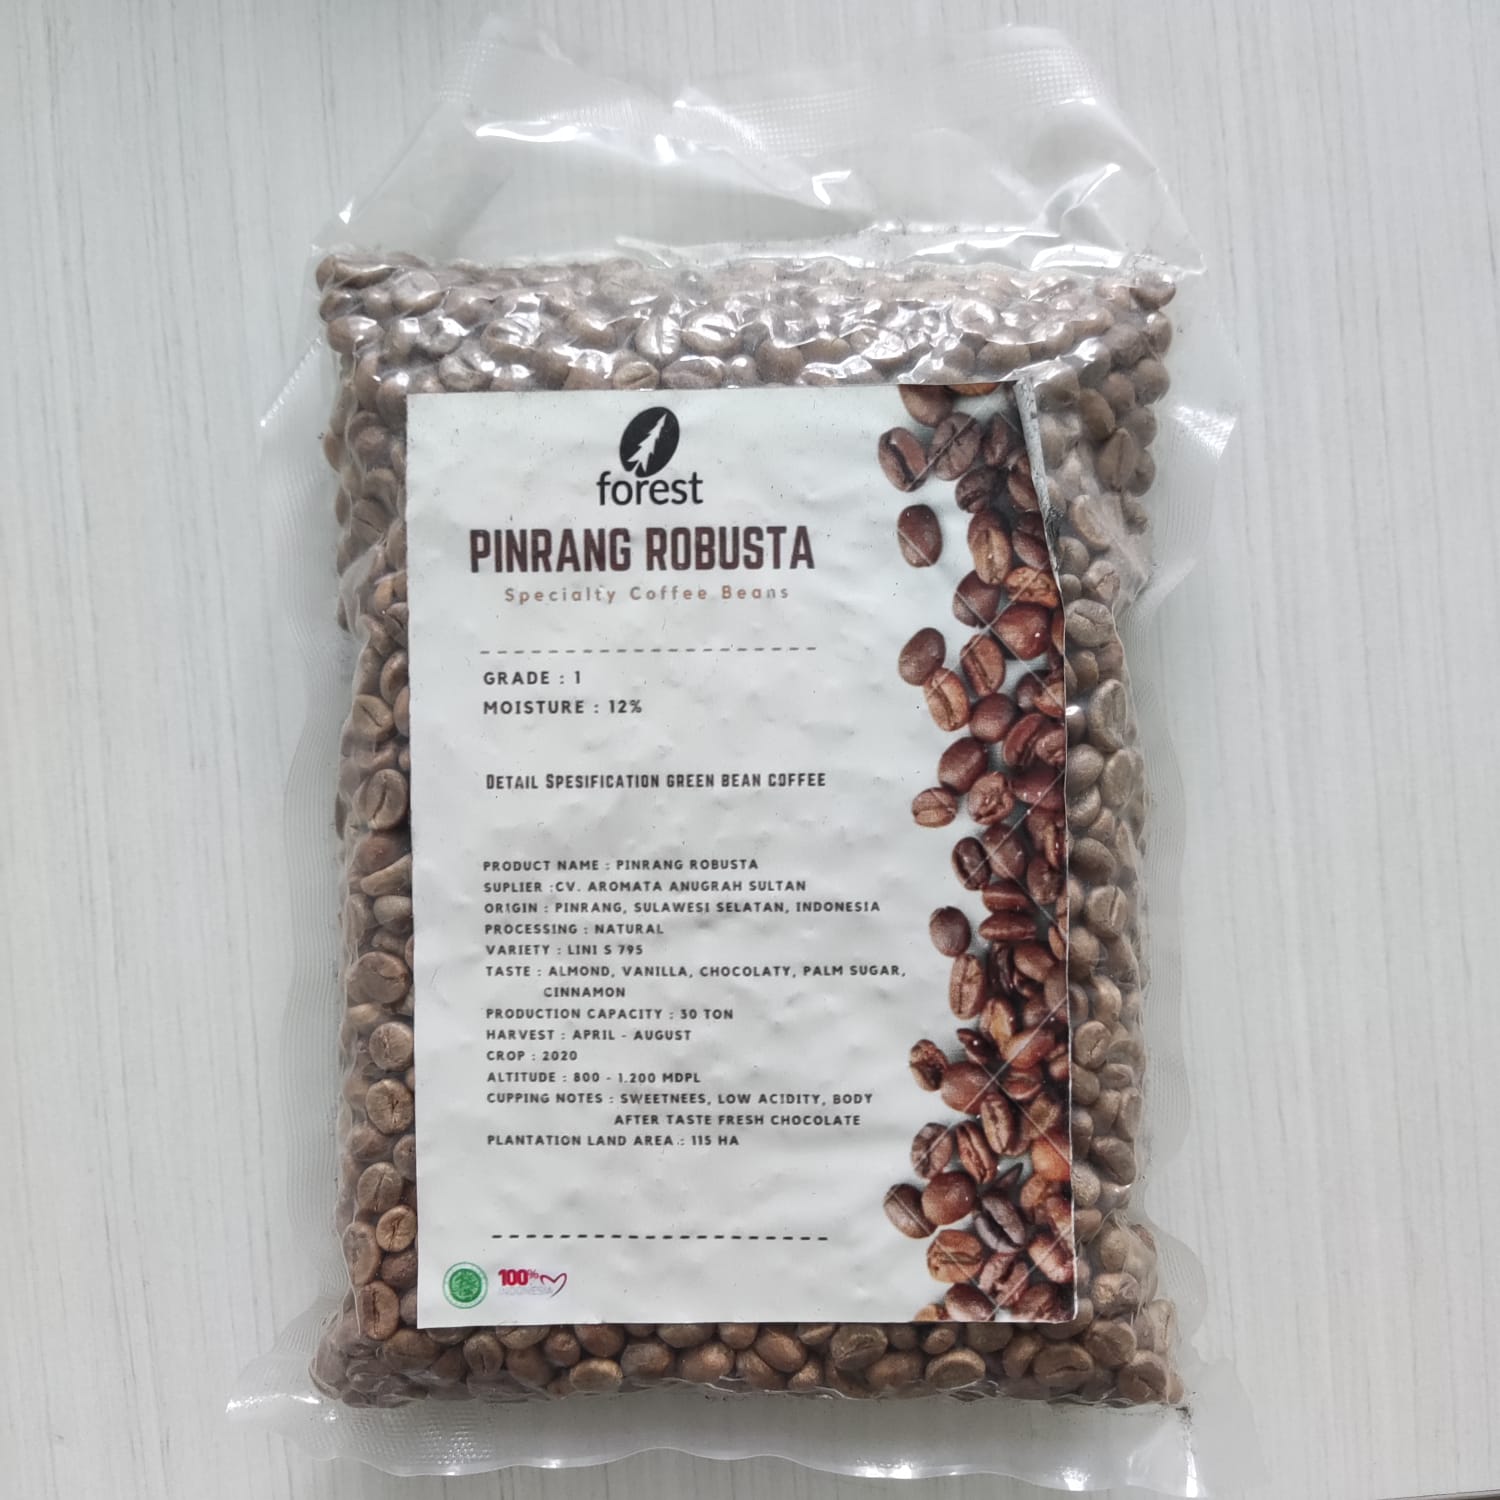 forest
PINRANG ROBUSTA
Specialty Coffee Beans
GRADE : 1
MOISTURE : 12%
DETAIL SPESIFICATION GREEN BEAN COFFEE
PRODUCT NAME : PINRANG ROBUSTA
SUPLIER :CV. AROMATA ANUGRAH SULTAN
ORIGIN : PINRANG, SULAWESI SELATAN, INDONESIA
PROCESSING : NATURAL
VARIETY : LINI S 795
TASTE : ALMOND, VANILLA, CHOCOLATY, PALM SUGAR,
CINNAMON
PRODUCTION CAPACITY : 30 TON
HARVEST : APRIL - AUGUST
CROP : 2020
ALTITUDE : 800 - 1.200 MDPL
CUPPING NOTES : SWEETNEES, LOW ACIDITY, BODY
AFTER TASTE FRESH CHOCOLATE
PLANTATION LAND AREA : 115 HA
100%
INDONESIA